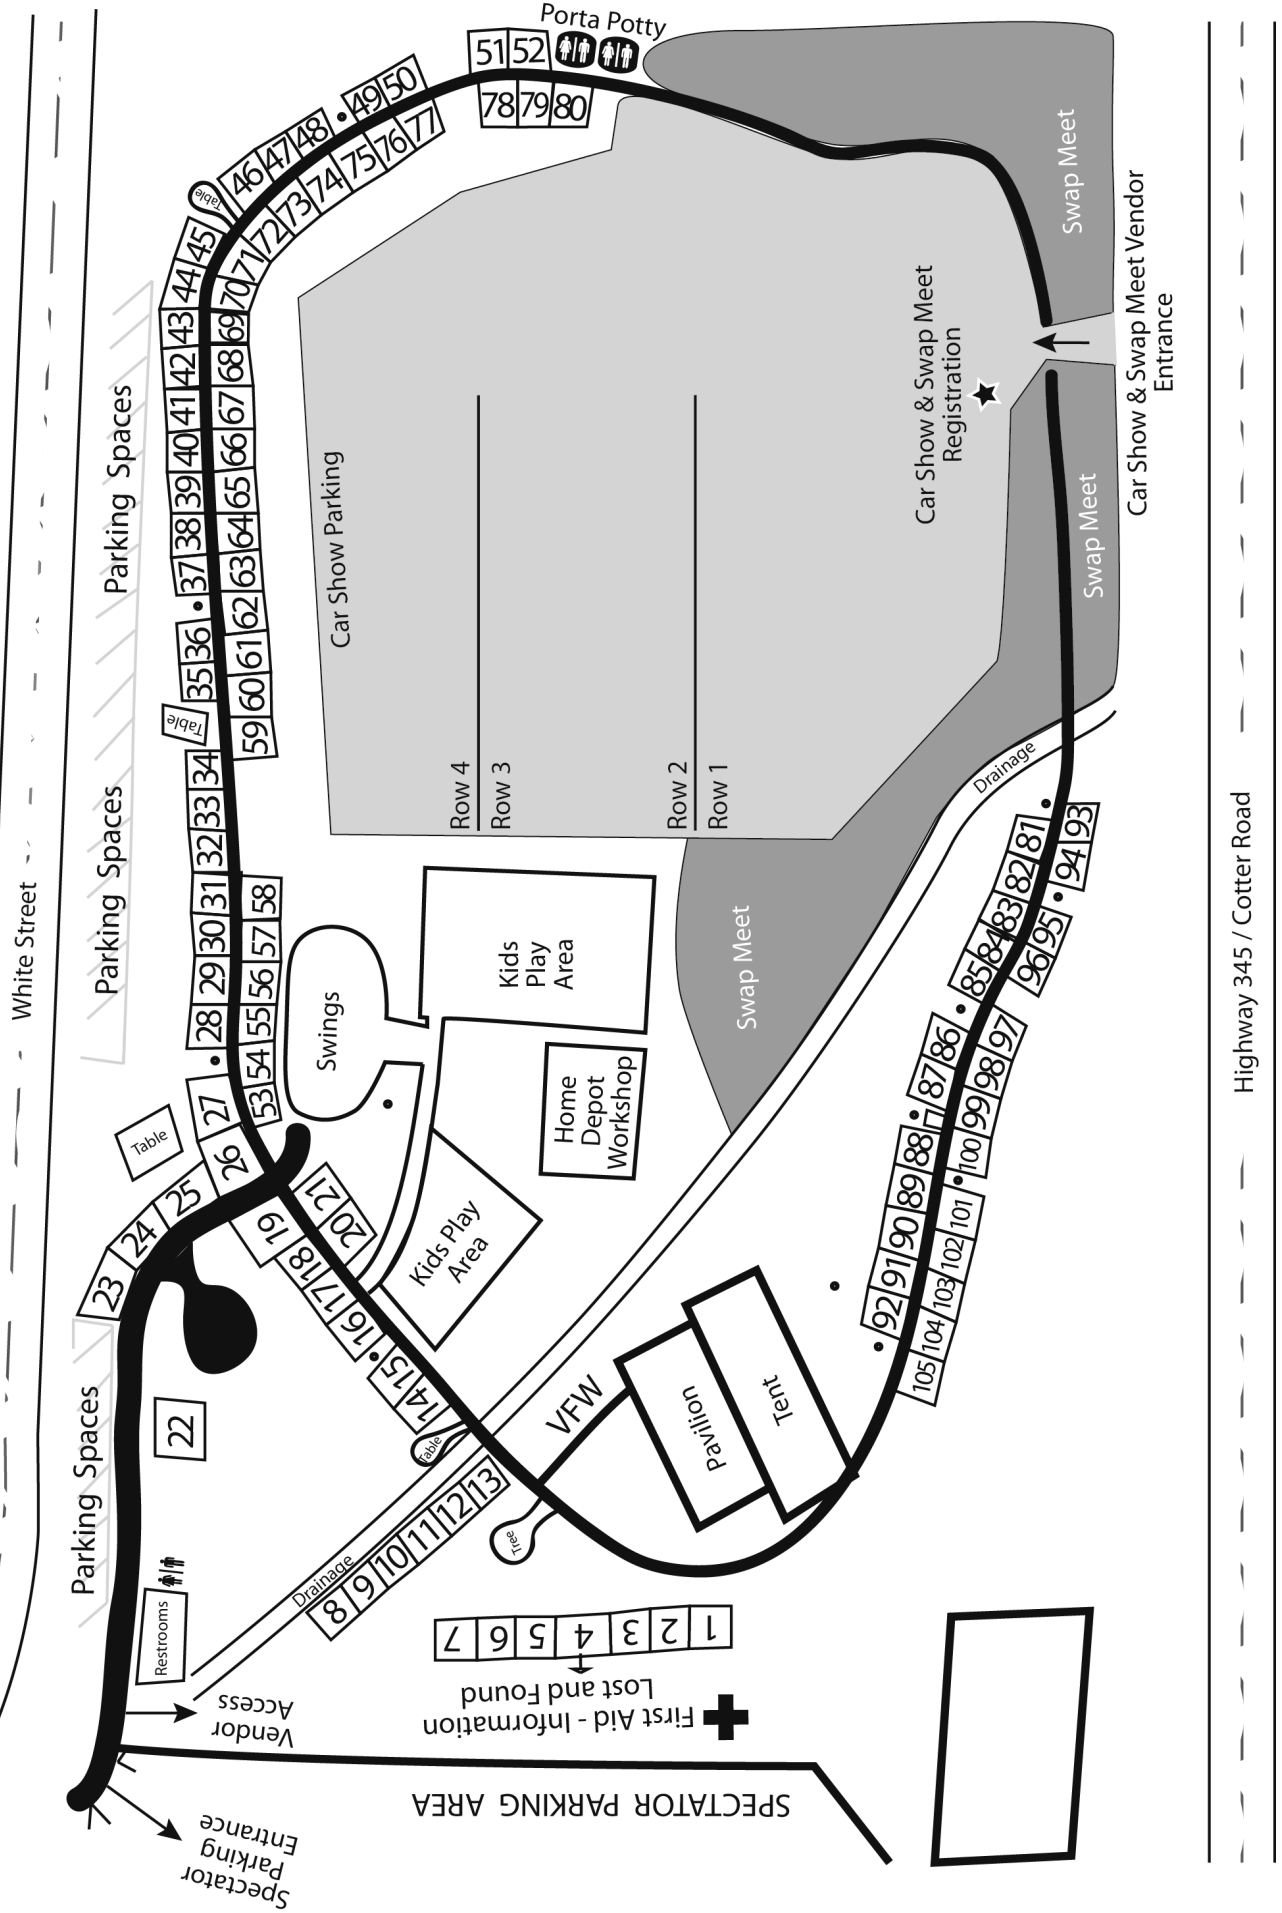 Porta Potty
51 52
78 79 80
49 50
46 47 48
Table
71 72 73 74 75 76 77
44 45
70
43
69
42
68
41
67
40
66
39
65
38
64
37
63
36
62
35
61
60
Table
59
34
33
32
31
58
30
57
29
56
28
55
54
27
53
Table
26
25
24
23
19
20 21
18
17
16
15
14
Table
22
13
12
11
10
9
8
Drainage
Tree
Restrooms
7 6 5 4 3 2 1
White Street
Parking Spaces
Parking Spaces
Parking Spaces
Car Show Parking
Row 4
Row 3
Row 2
Row 1
Car Show & Swap Meet
Registration
Swap Meet
Swap Meet
Swap Meet
Car Show & Swap Meet Vendor
Entrance
Highway 345 / Cotter Road
Drainage
Swings
Kids
Play
Area
Home
Depot
Workshop
Kids Play
Area
VFW
Pavilion
Tent
81
82
83
84
85
86
87
88
89
90
91
92
93
94
95
96
97
98
99
100
101
102
103
104
105
First Aid - Information
Lost and Found
Vendor
Access
SPECTATOR PARKING AREA
Spectator
Parking
Entrance